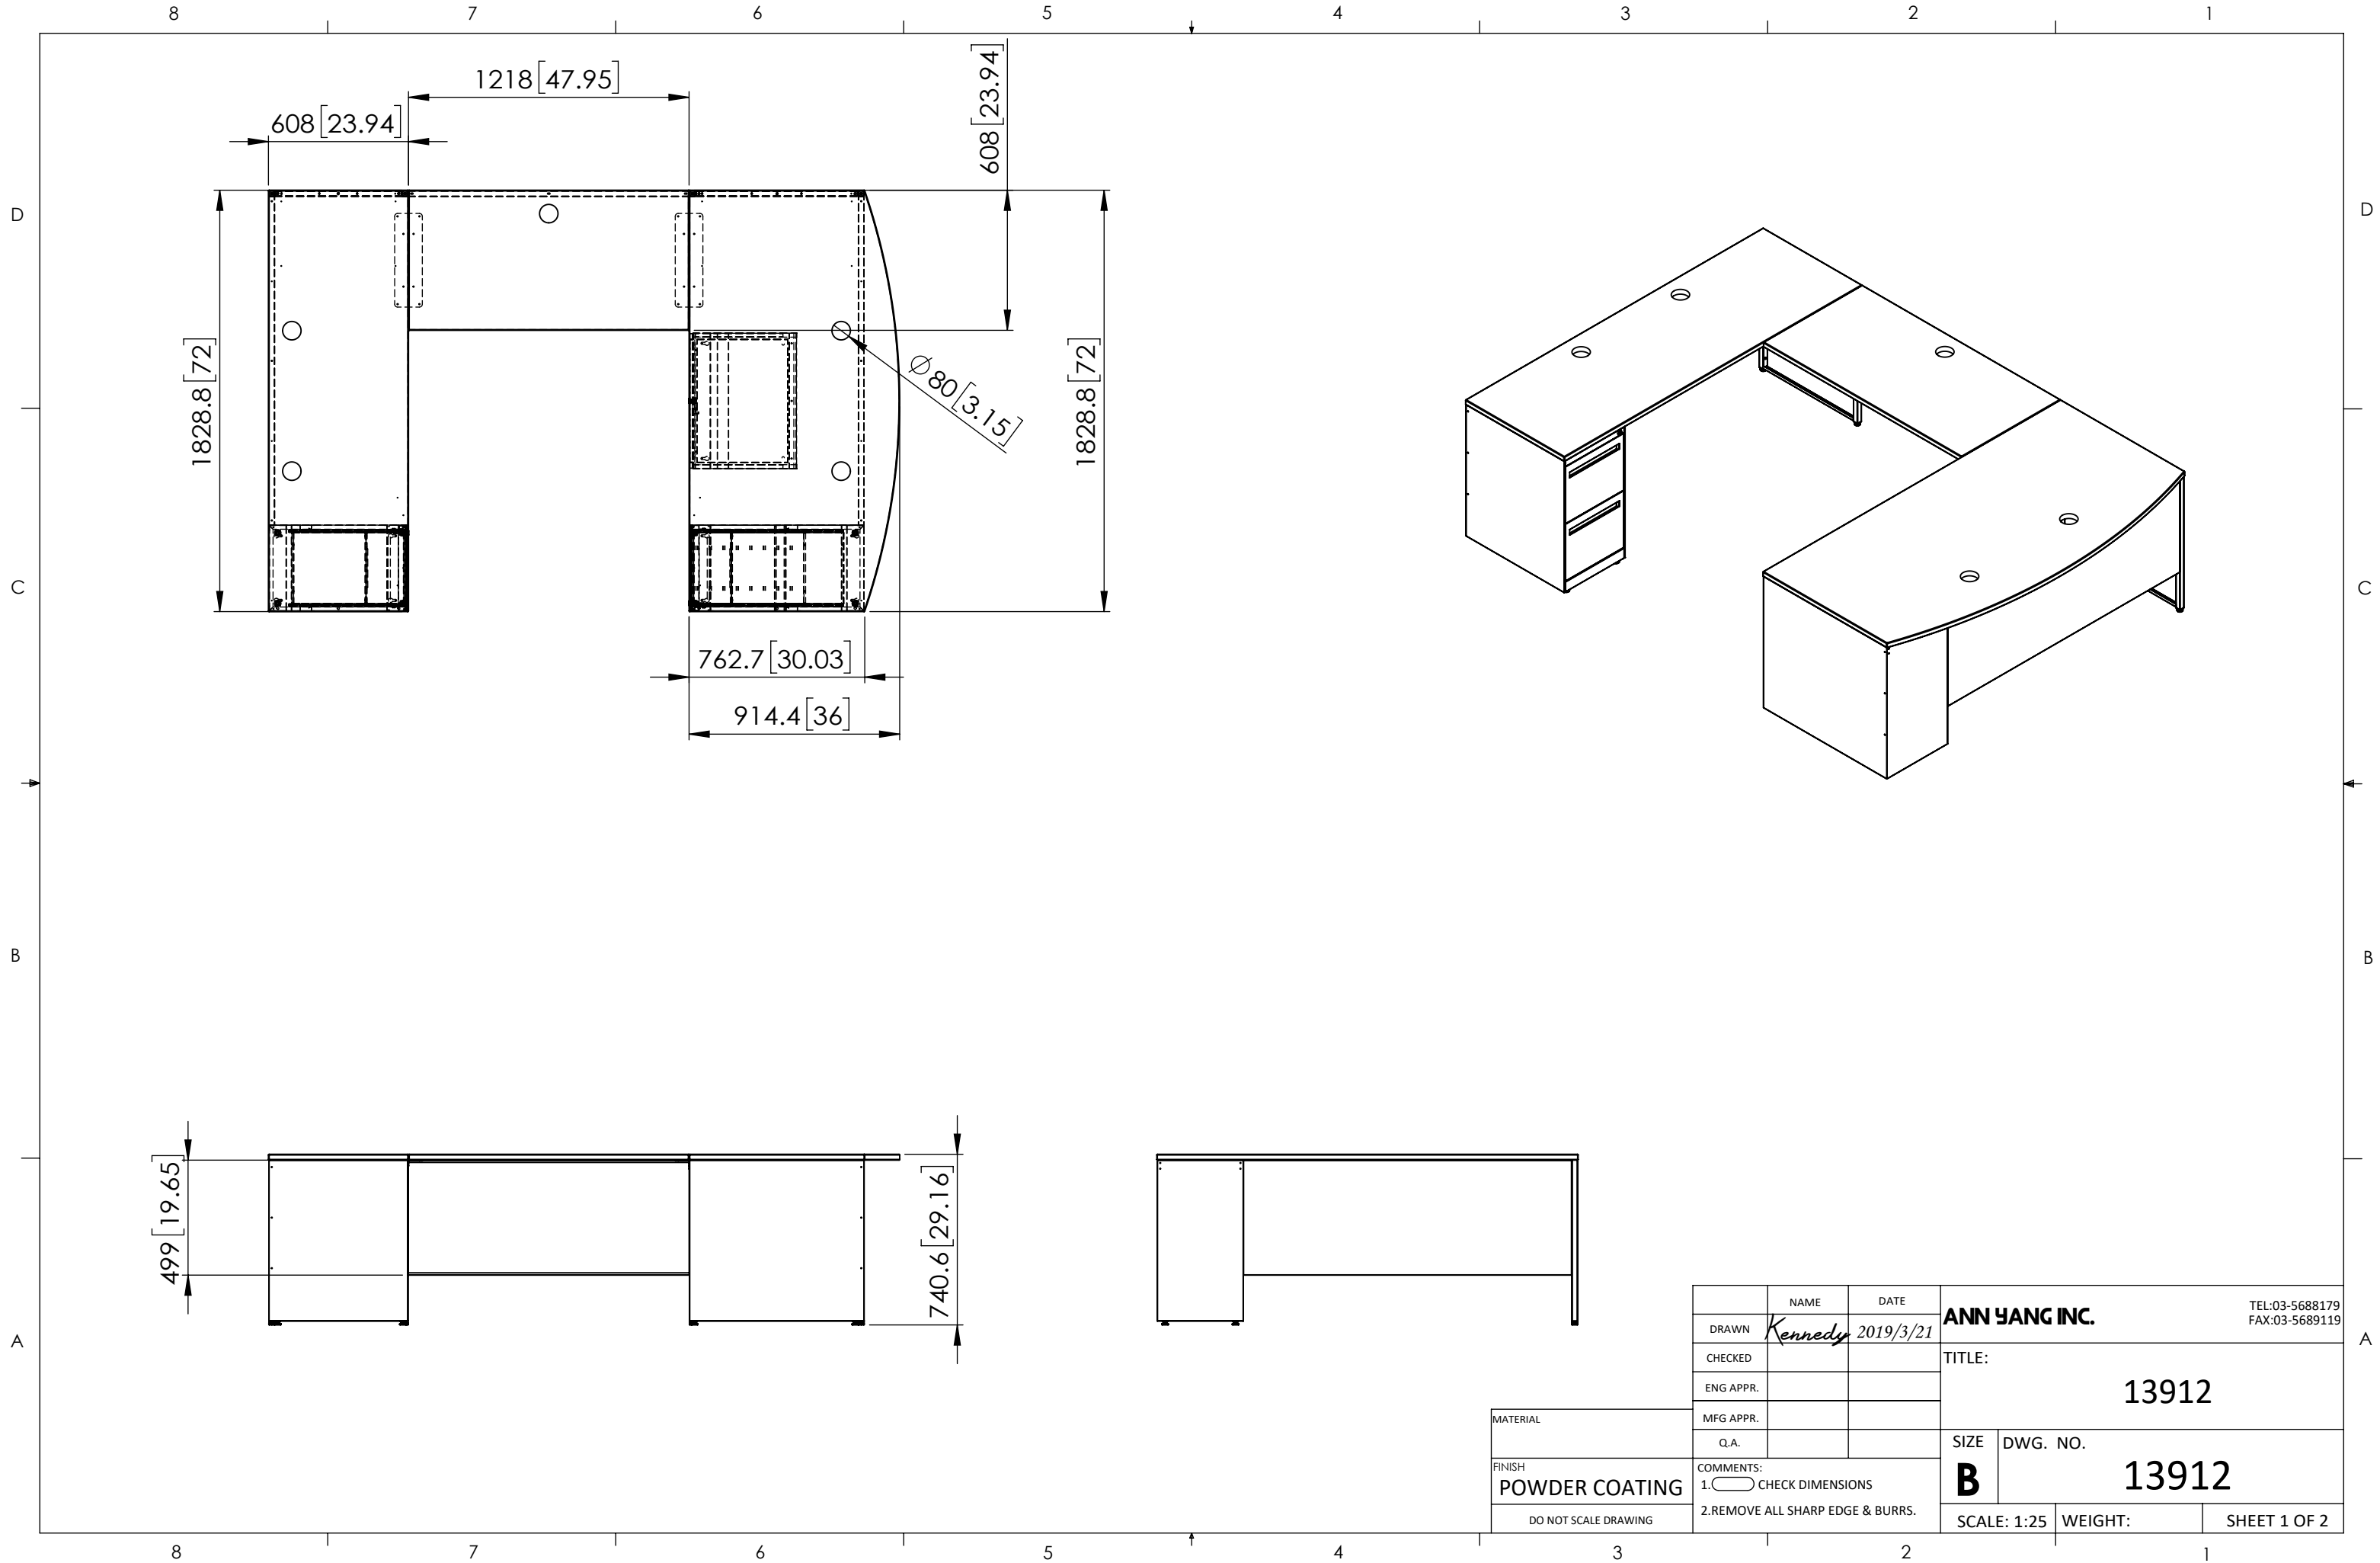 8 7 6 5 4 3 2 1
D D
C C
B B
A A
1218[47.95]
608[23.94]
608[23.94]
1828.8[72]
1828.8[72]
Ø80[3.15]
762.7[30.03]
914.4[36]
499[19.65]
740.6[29.16]
NAME DATE
DRAWN Kennedy 2019/3/21
CHECKED
ENG APPR.
MFG APPR.
Q.A.
ANN YANG INC.
TEL:03-5688179
FAX:03-5689119
TITLE:
13912
MATERIAL
FINISH
POWDER COATING
DO NOT SCALE DRAWING
COMMENTS:
1. CHECK DIMENSIONS
2.REMOVE ALL SHARP EDGE & BURRS.
SIZE
B
DWG. NO.
13912
SCALE: 1:25 WEIGHT: SHEET 1 OF 2
8 7 6 5 4 3 2 1